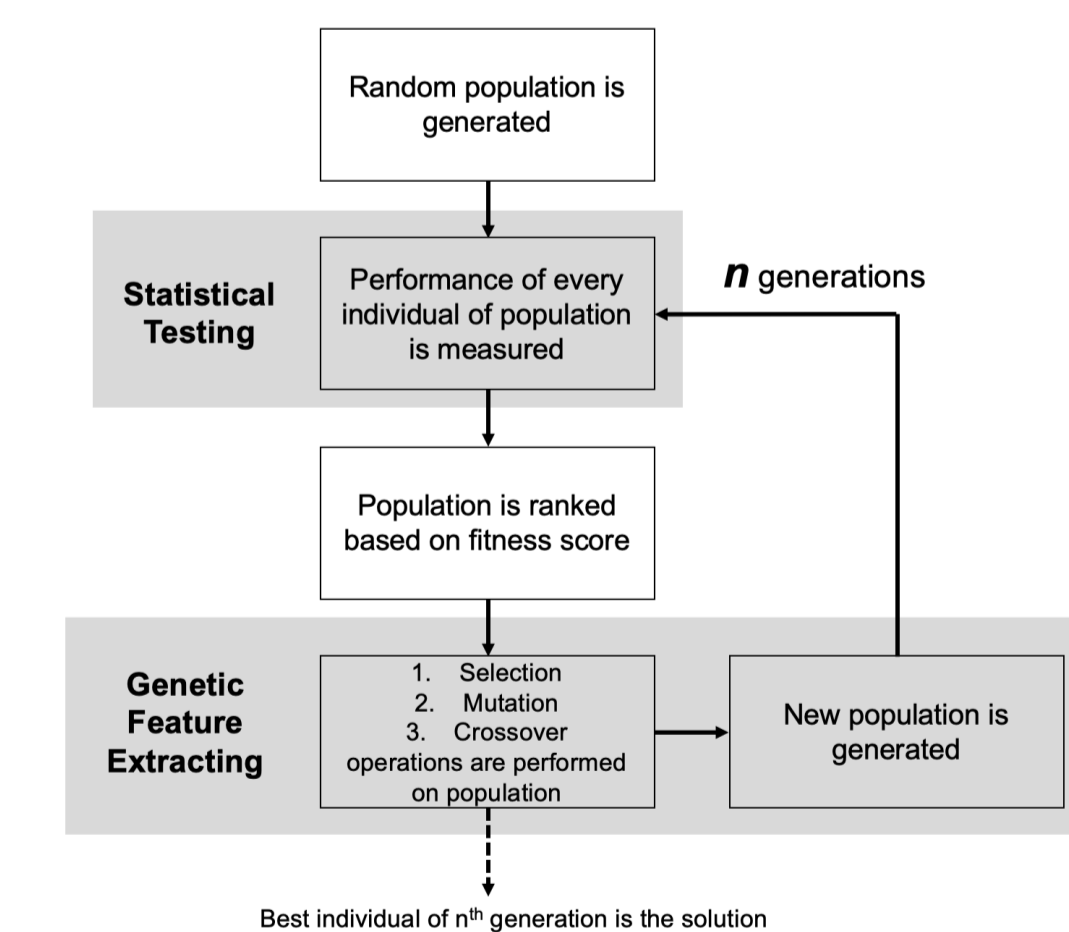 Random population is
generated
Statistical
Testing
Performance of every
individual of population
is measured
n generations
Population is ranked
based on fitness score
Genetic
Feature
Extracting
1. Selection
2. Mutation
3. Crossover
operations are performed
on population
New population is
generated
Best individual of nth generation is the solution